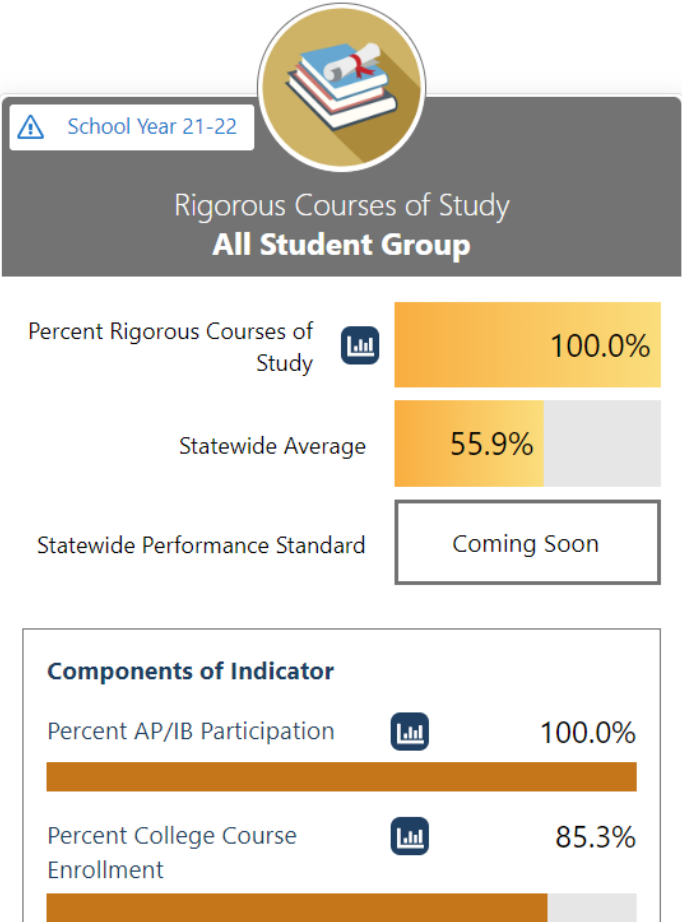 School Year 21-22
Rigorous Courses of Study
All Student Group
Percent Rigorous Courses of
Study
100.0%
Statewide Average
55.9%
Statewide Performance Standard
Coming Soon
Components of Indicator
Percent AP/IB Participation
100.0%
Percent College Course
Enrollment
85.3%